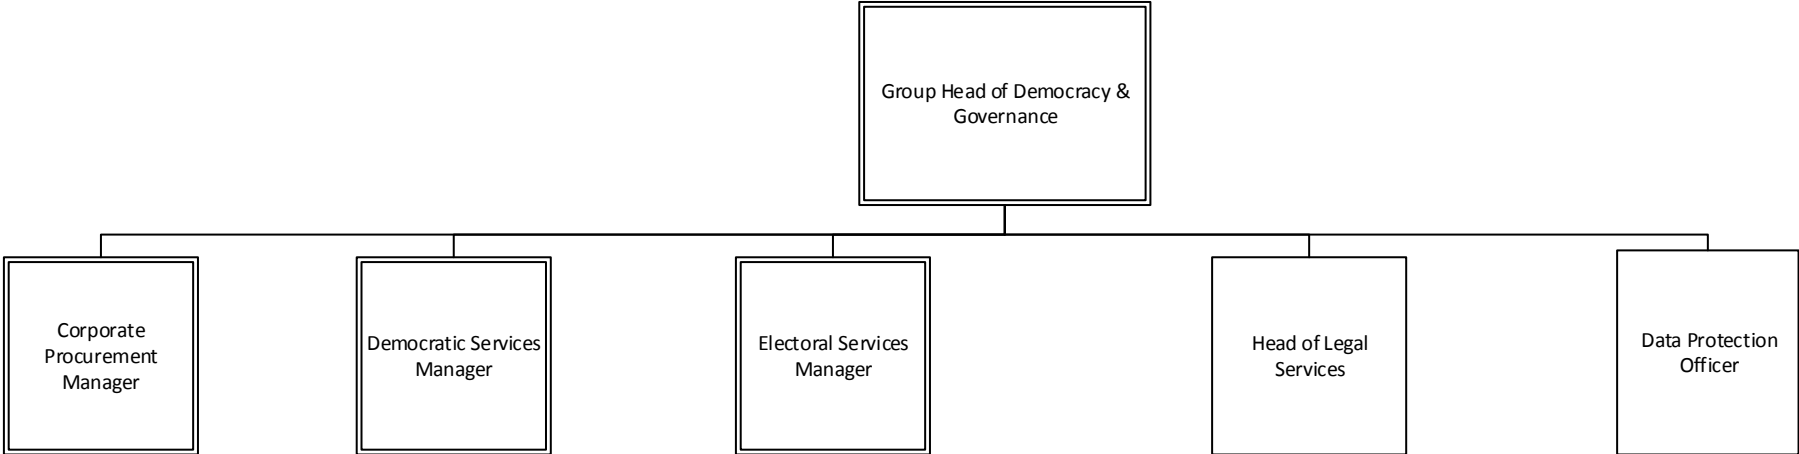 Group Head of Democracy &
Governance
Corporate
Procurement
Manager
Democratic Services
Manager
Electoral Services
Manager
Head of Legal
Services
Data Protection
Officer